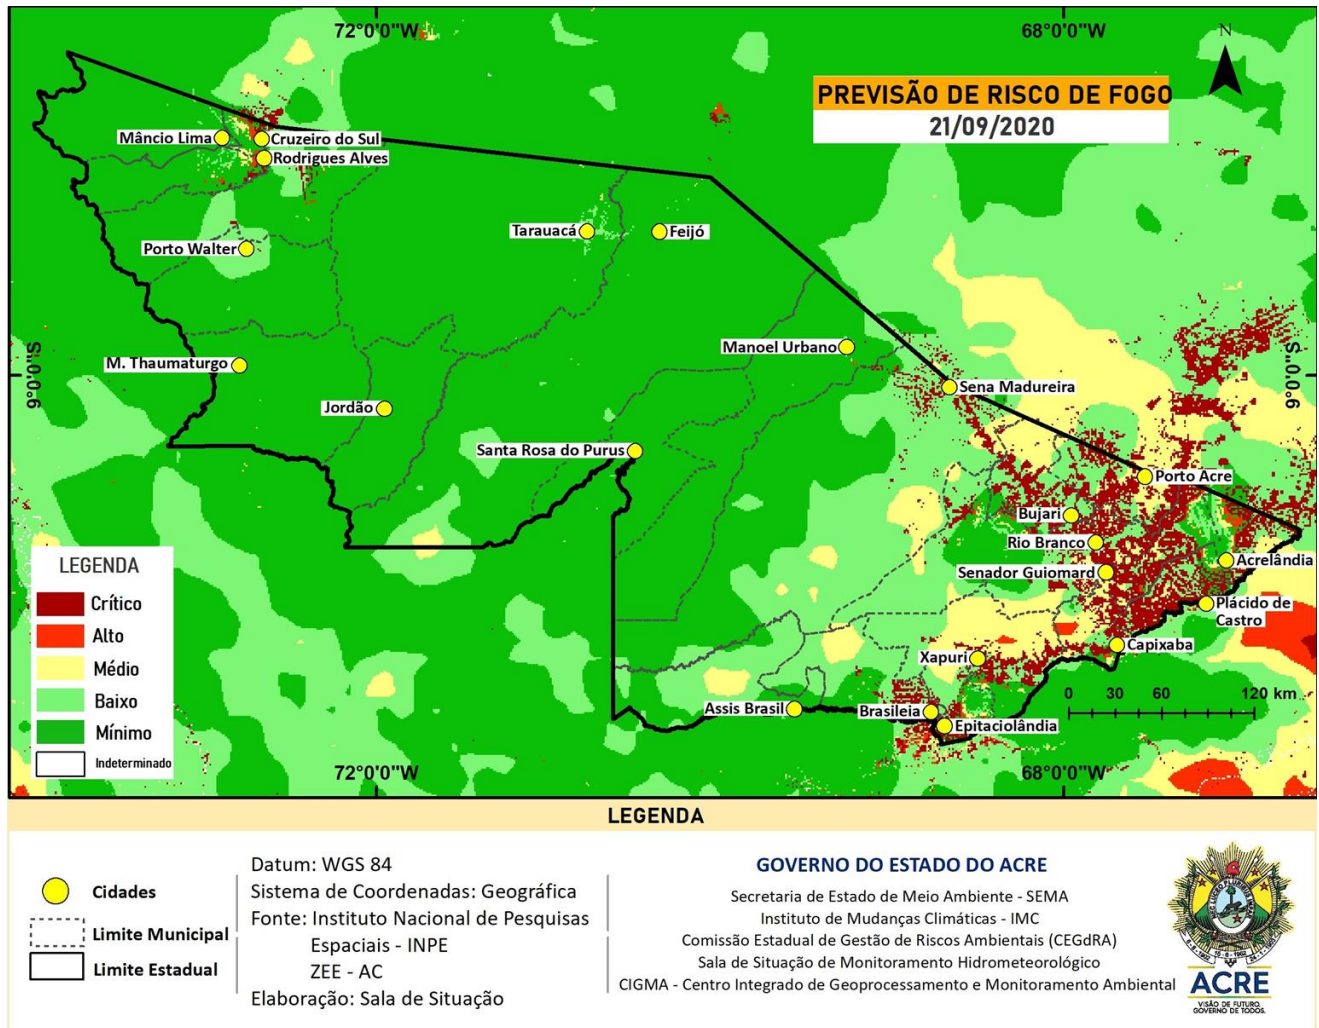 72°0'0"W
68°0'0"W
N
PREVISÃO DE RISCO DE FOGO
21/09/2020
Mâncio Lima
Cruzeiro do Sul
Rodrigues Alves
Tarauacá
Feijó
Porto Walter
Manoel Urbano
9°0'0"S
9°0'0"S
M. Thaumaturgo
Sena Madureira
Jordão
Santa Rosa do Purus
Porto Acre
Bujari
Rio Branco
Acrelândia
Senador Guiomard
Plácido de
Castro
Capixaba
Xapuri
Assis Brasil
Brasileia
Epitaciolândia
0 30 60 120 km
LEGENDA
Crítico
Alto
Médio
Baixo
Mínimo
Indeterminado
72°0'0"W
68°0'0"W
LEGENDA
Cidades
Limite Municipal
Limite Estadual
Datum: WGS 84
Sistema de Coordenadas: Geográfica
Fonte: Instituto Nacional de Pesquisas
Espaciais - INPE
ZEE - AC
Elaboração: Sala de Situação
GOVERNO DO ESTADO DO ACRE
Secretaria de Estado de Meio Ambiente - SEMA
Instituto de Mudanças Climáticas - IMC
Comissão Estadual de Gestão de Riscos Ambientais (CEGdRA)
Sala de Situação de Monitoramento Hidrometeorológico
CIGMA - Centro Integrado de Geoprocessamento e Monitoramento Ambiental
ACRE
VISÃO DE FUTURO.
GOVERNO DE TODOS.